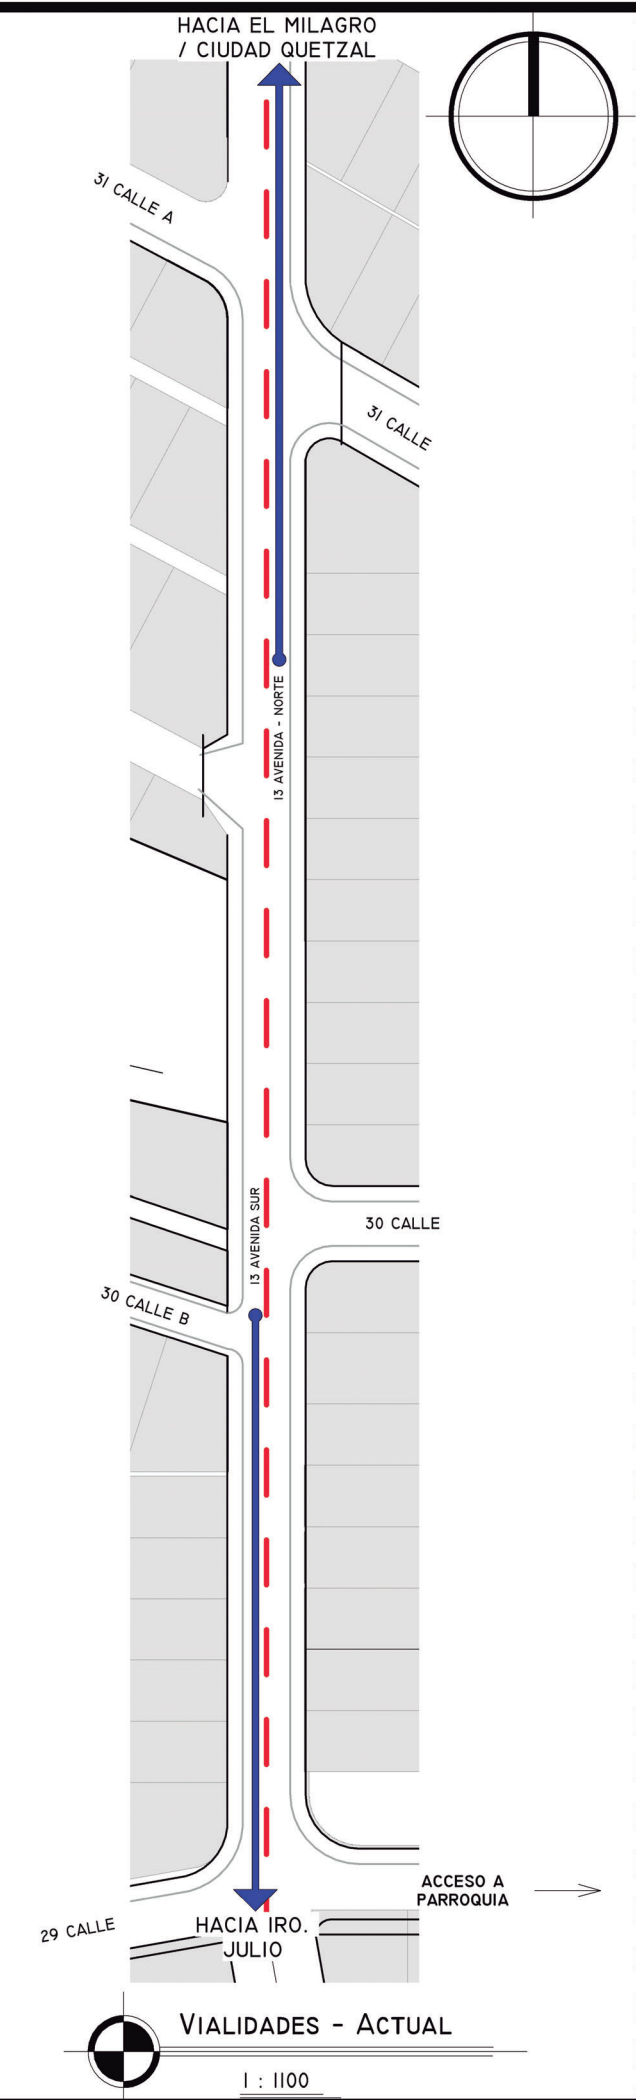 HACIA EL MILAGRO
/ CIUDAD QUETZAL
31 CALLE A
31 CALLE
13 AVENIDA - NORTE
13 AVENIDA SUR
30 CALLE
30 CALLE B
ACCESO A
PARROQUIA
29 CALLE
HACIA 1RO.
JULIO
VIALIDADES - ACTUAL
1 : 1100